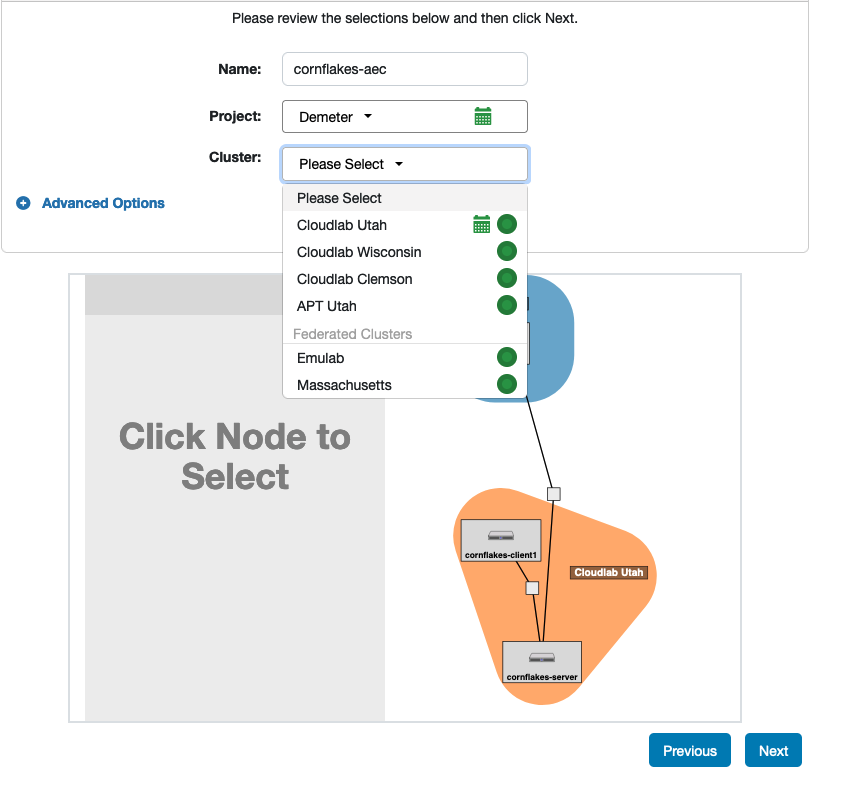 Please review the selections below and then click Next.
Name:
cornflakes-aec
Project:
Demeter
Cluster:
Please Select
Please Select
Advanced Options
Cloudlab Utah
Cloudlab Wisconsin
Cloudlab Clemson
APT Utah
Federated Clusters
Emulab
Massachusetts
Click Node to
Select
cornflakes-client1
Cloudlab Utah
cornflakes-server
Previous
Next